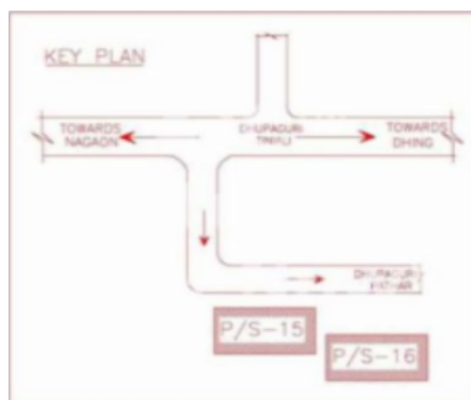 KEY PLAN
TOWARDS
NAGAON
DHUPAGURI
TINIALI
TOWARDS
DHING
DHUPAGURI
PATHAR
P/S-15
P/S-16